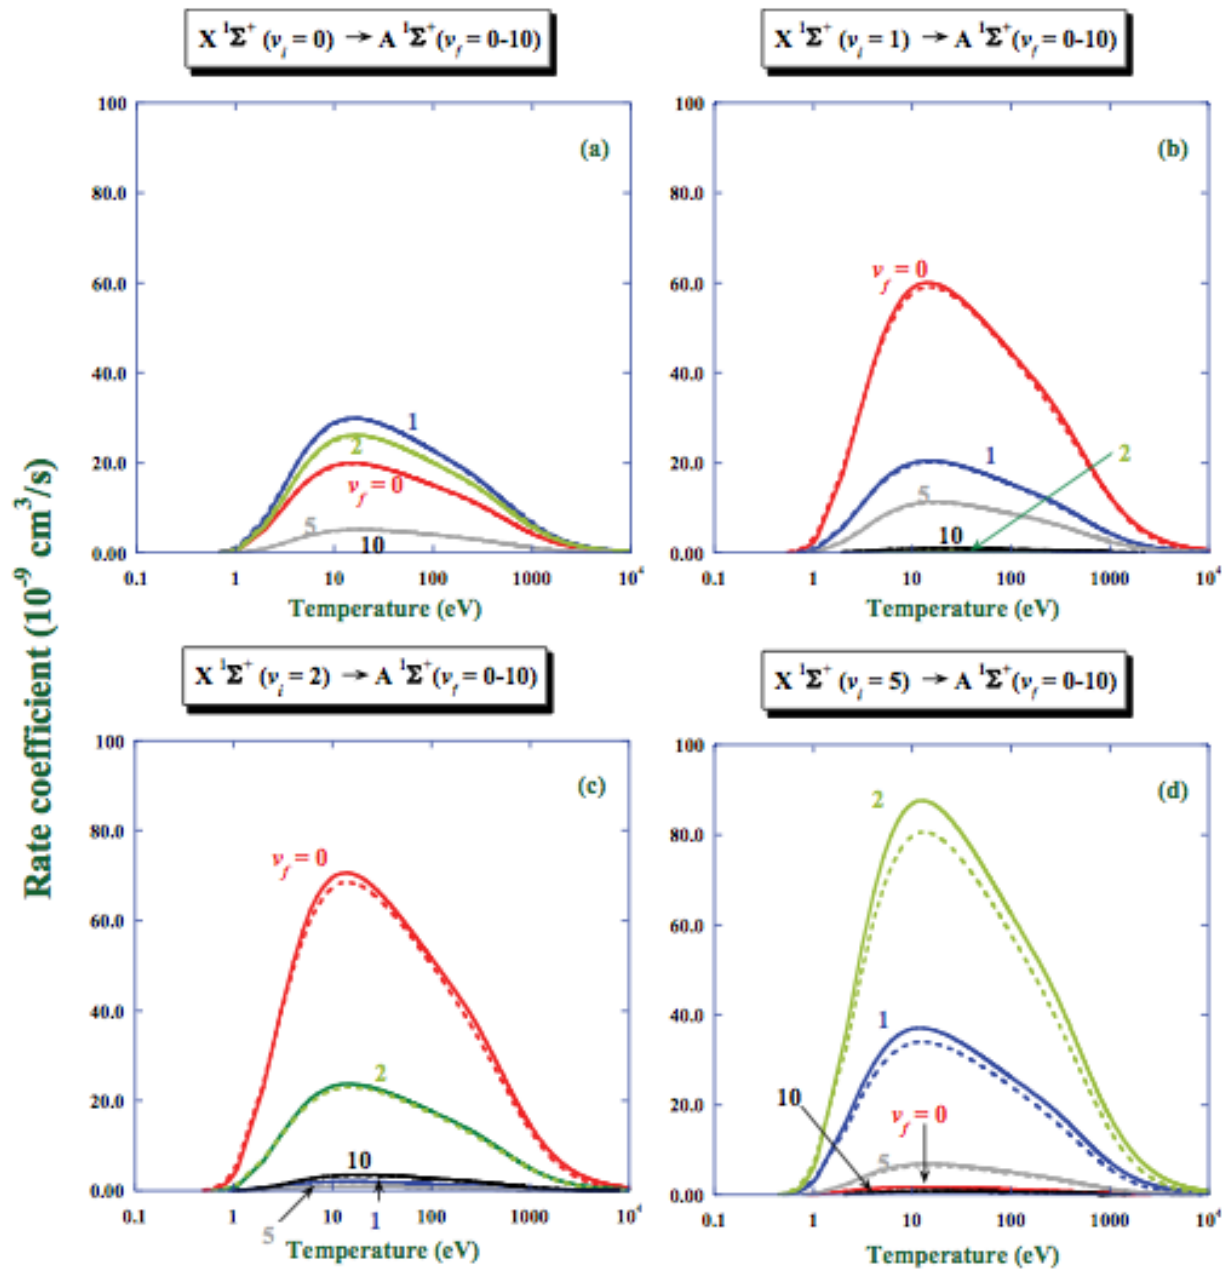 X ¹Σ⁺ (vᵢ = 0) → A ¹Σ⁺(v_f = 0-10)
X ¹Σ⁺ (vᵢ = 1) → A ¹Σ⁺(v_f = 0-10)
Rate coefficient (10⁻⁹ cm³/s)
100
80.0
60.0
40.0
20.0
0.00
(a)
1
2
v_f = 0
5
10
0.1 1 10 100 1000 10⁴
Temperature (eV)
100
80.0
60.0
40.0
20.0
0.00
(b)
v_f = 0
1
2
5
10
0.1 1 10 100 1000 10⁴
Temperature (eV)
X ¹Σ⁺ (vᵢ = 2) → A ¹Σ⁺(v_f = 0-10)
X ¹Σ⁺ (vᵢ = 5) → A ¹Σ⁺(v_f = 0-10)
100
80.0
60.0
40.0
20.0
0.00
(c)
v_f = 0
2
10
5
1
0.1 1 10 100 1000 10⁴
Temperature (eV)
100
80.0
60.0
40.0
20.0
0.00
(d)
2
1
10
v_f = 0
5
0.1 1 10 100 1000 10⁴
Temperature (eV)